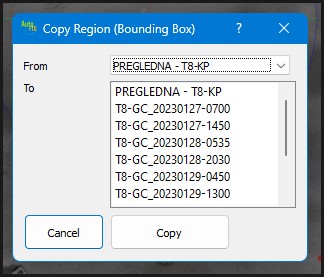 Copy Region (Bounding Box)
?
From
PREGLEDNA - T8-KP
To
PREGLEDNA - T8-KP
T8-GC_20230127-0700
T8-GC_20230127-1450
T8-GC_20230128-0535
T8-GC_20230128-2030
T8-GC_20230129-0450
T8-GC_20230129-1300
Cancel
Copy